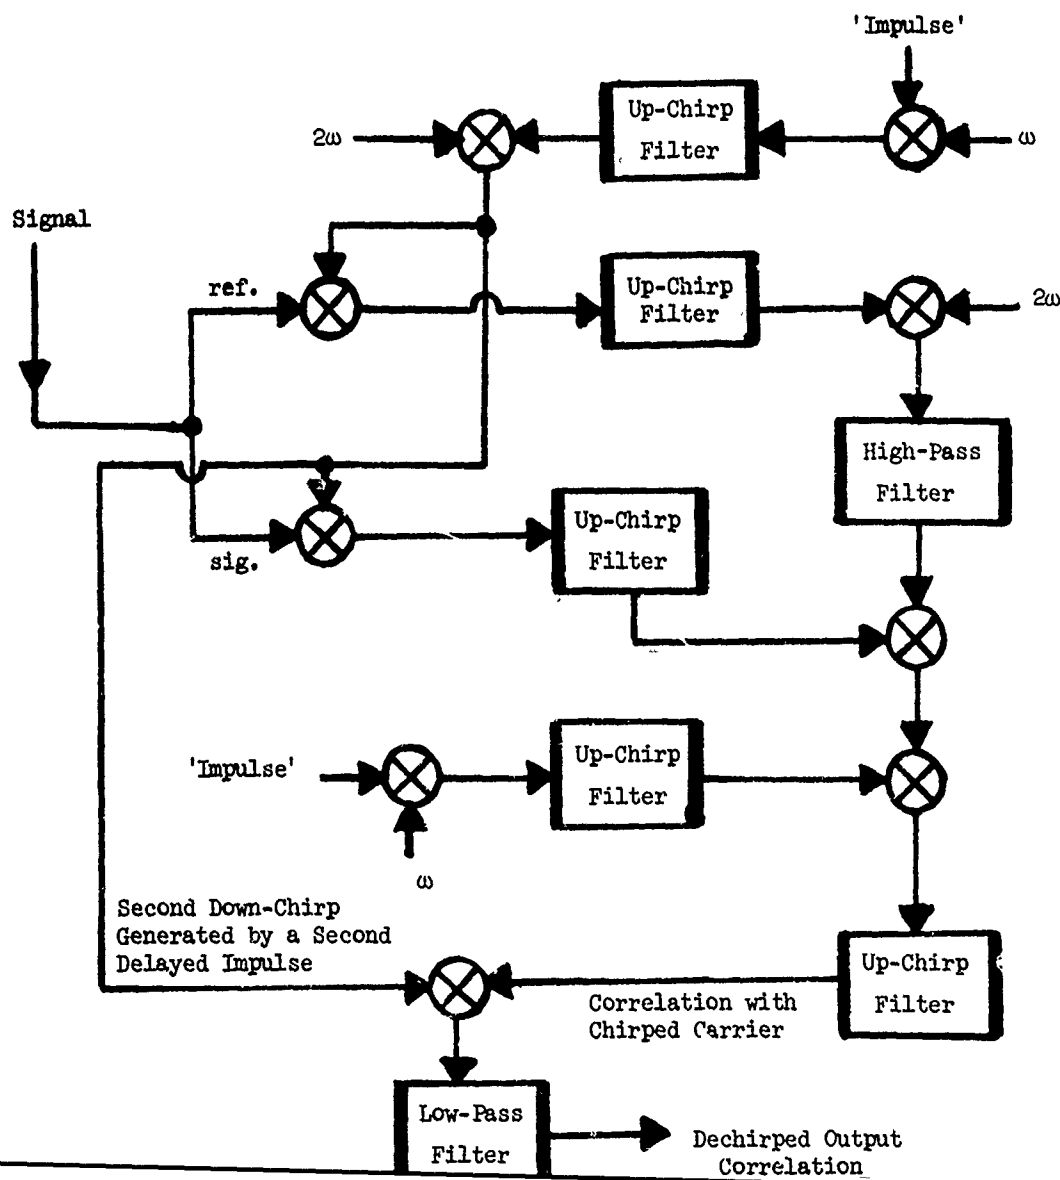 'Impulse'
2ω
Up-Chirp
Filter
ω
Signal
ref.
Up-Chirp
Filter
2ω
High-Pass
Filter
Up-Chirp
Filter
sig.
'Impulse'
Up-Chirp
Filter
ω
Second Down-Chirp
Generated by a Second
Delayed Impulse
Up-Chirp
Filter
Correlation with
Chirped Carrier
Low-Pass
Filter
Dechirped Output
Correlation